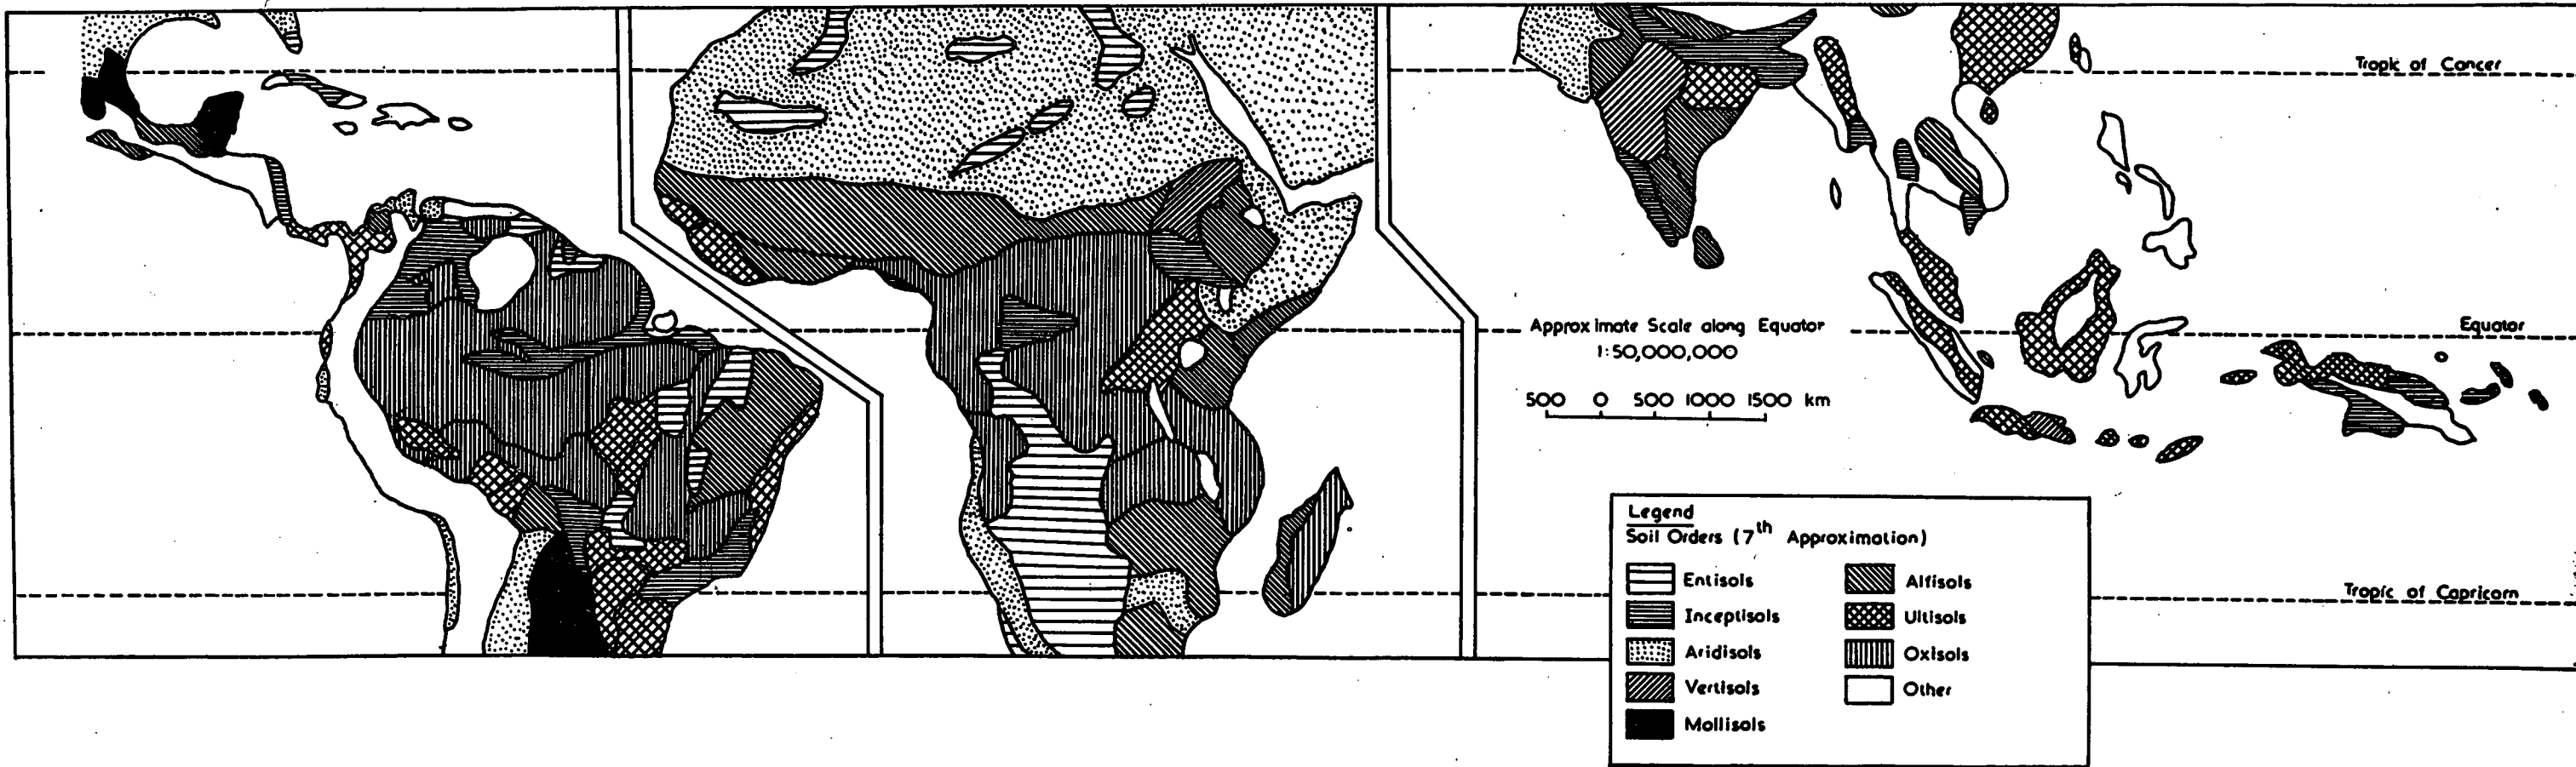 Tropic of Cancer
Equator
Approximate Scale along Equator
1:50,000,000
500 0 500 1000 1500 km
Tropic of Capricorn
Legend
Soil Orders (7th Approximation)
Entisols
Inceptisols
Aridisols
Vertisols
Mollisols
Alfisols
Ultisols
Oxisols
Other